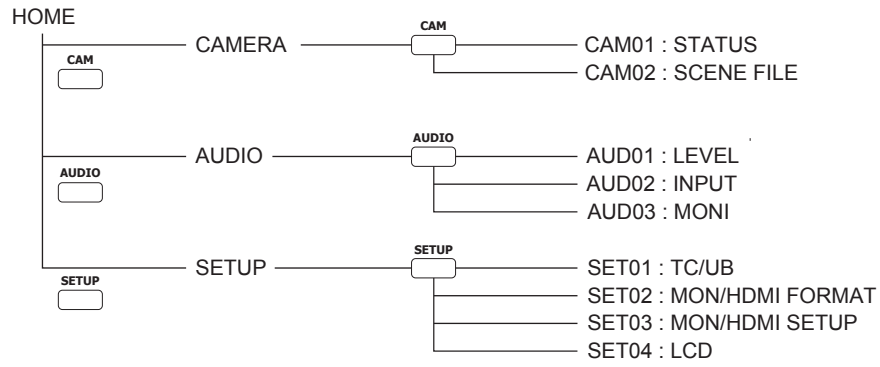 HOME
CAM
CAMERA
CAM
CAM01 : STATUS
CAM02 : SCENE FILE
AUDIO
AUDIO
AUDIO
AUD01 : LEVEL
AUD02 : INPUT
AUD03 : MONI
SETUP
SETUP
SETUP
SET01 : TC/UB
SET02 : MON/HDMI FORMAT
SET03 : MON/HDMI SETUP
SET04 : LCD